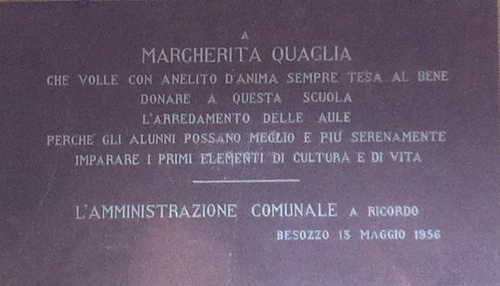 A
MARGHERITA QUAGLIA
CHE VOLLE CON ANELITO D'ANIMA SEMPRE TESA AL BENE
DONARE A QUESTA SCUOLA
L'ARREDAMENTO DELLE AULE
PERCHE' GLI ALUNNI POSSANO MEGLIO E PIU' SERENAMENTE
IMPARARE I PRIMI ELEMENTI DI CULTURA E DI VITA
L'AMMINISTRAZIONE COMUNALE A RICORDO
BESOZZO 13 MAGGIO 1956